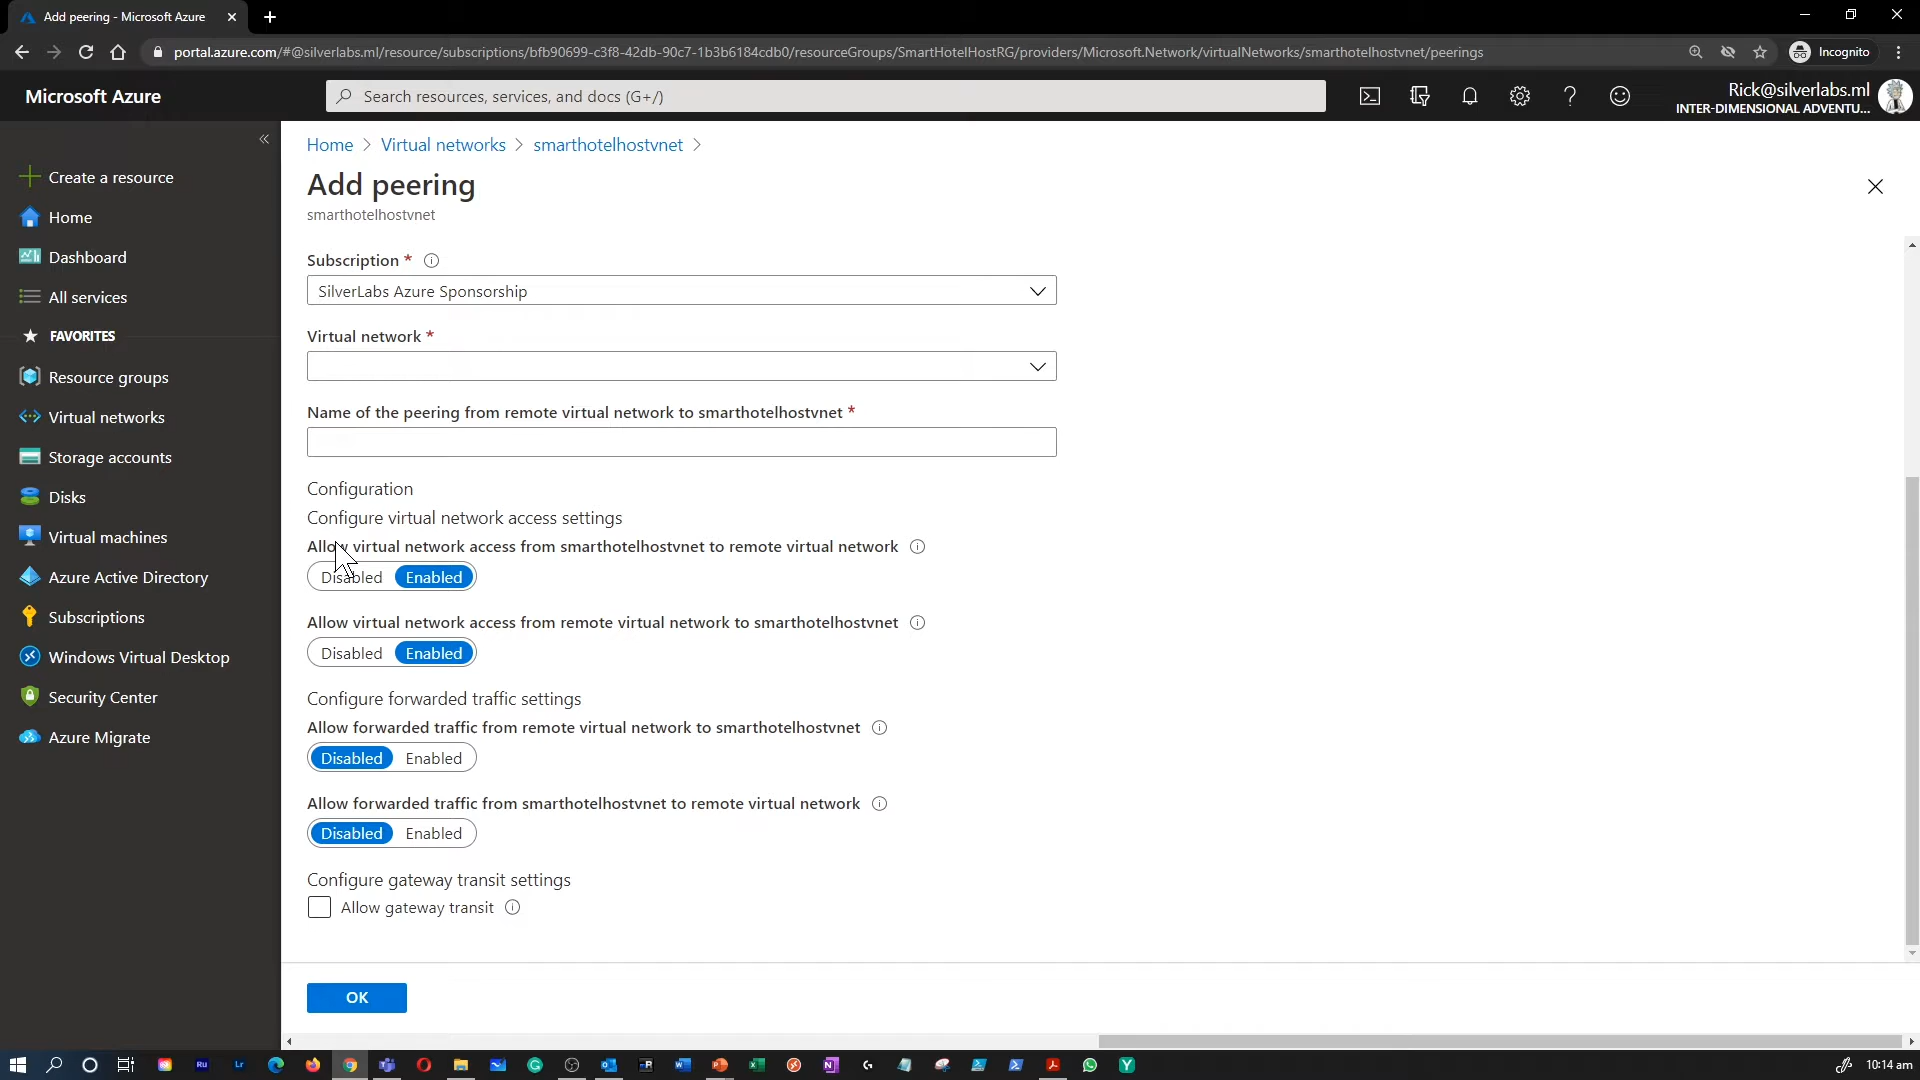 Add peering - Microsoft Azure
portal.azure.com/#@silverlabs.ml/resource/subscriptions/bfb90699-c3f8-42db-90c7-1b3b6184cdb0/resourceGroups/SmartHotelHostRG/providers/Microsoft.Network/virtualNetworks/smarthotelhostvnet/peerings
Incognito
Microsoft Azure
Search resources, services, and docs (G+/)
Rick@silverlabs.ml
INTER-DIMENSIONAL ADVENTU...
Create a resource
Home
Dashboard
All services
FAVORITES
Resource groups
Virtual networks
Storage accounts
Disks
Virtual machines
Azure Active Directory
Subscriptions
Windows Virtual Desktop
Security Center
Azure Migrate
Home > Virtual networks > smarthotelhostvnet >
Add peering
smarthotelhostvnet
Subscription *
SilverLabs Azure Sponsorship
Virtual network *
Name of the peering from remote virtual network to smarthotelhostvnet *
Configuration
Configure virtual network access settings
Allow virtual network access from smarthotelhostvnet to remote virtual network
Disabled Enabled
Allow virtual network access from remote virtual network to smarthotelhostvnet
Disabled Enabled
Configure forwarded traffic settings
Allow forwarded traffic from remote virtual network to smarthotelhostvnet
Disabled Enabled
Allow forwarded traffic from smarthotelhostvnet to remote virtual network
Disabled Enabled
Configure gateway transit settings
Allow gateway transit
OK
10:14 am